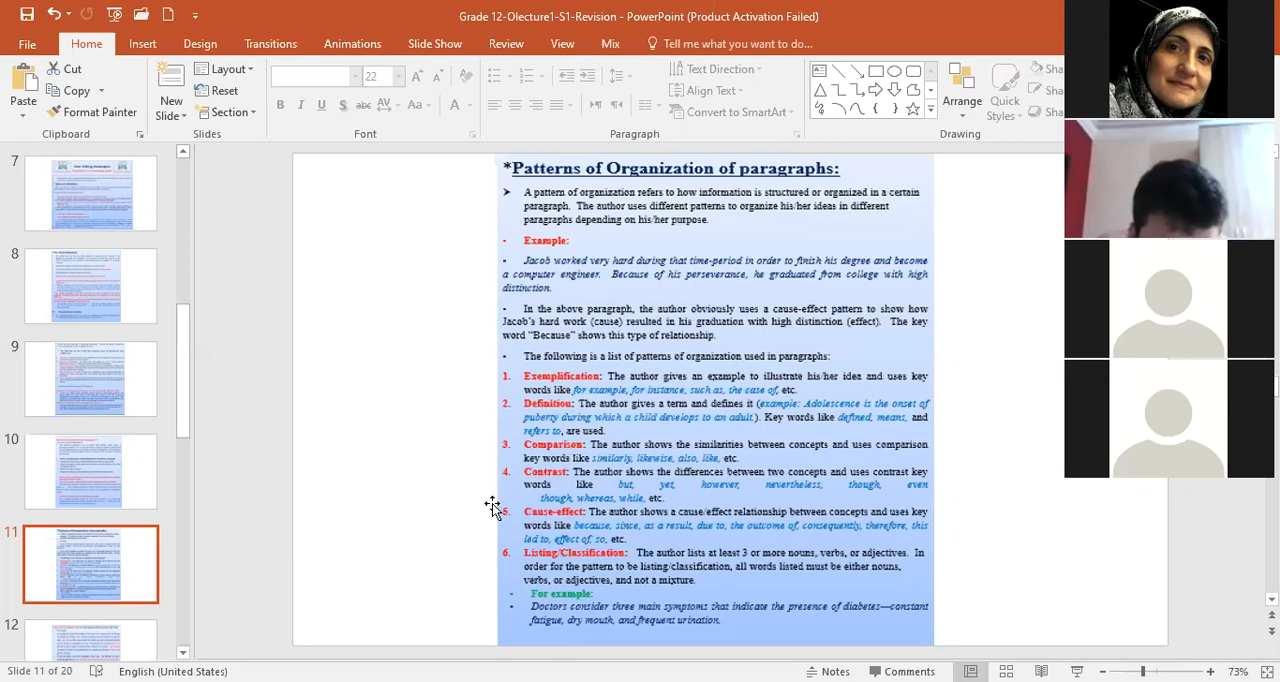 Grade 12-0lecture1-S1-Revision - PowerPoint (Product Activation Failed)
File Home Insert Design Transitions Animations Slide Show Review View Mix Tell me what you want to do...
Cut
Copy
Format Painter
Paste
Clipboard
New
Slide
Layout
Reset
Section
Slides
22
B I U S abc AV Aa A
Font
Text Direction
Align Text
Convert to SmartArt
Paragraph
Arrange
Quick
Styles
Sha
Sha
Sha
Drawing
7
8
9
10
11
12
*Patterns of Organization of paragraphs:
A pattern of organization refers to how information is structured or organized in a certain
paragraph. The author uses different patterns to organize his/her ideas in different
paragraphs depending on his/her purpose.
• Example:
Jacob worked very hard during that time-period in order to finish his degree and become
a computer engineer. Because of his perseverance, he graduated from college with high
distinction.
- In the above paragraph, the author obviously uses a cause-effect pattern to show how
Jacob's hard work (cause) resulted in his graduation with high distinction (effect). The key
word "Because" shows this type of relationship.
The following is a list of patterns of organization used in paragraphs:
1. Exemplification: The author gives an example to illustrate his/her idea and uses key
words like for example, for instance, such as, the case of, etc.
2. Definition: The author gives a term and defines it (example: Adolescence is the onset of
puberty during which a child develops to an adult.). Key words like defined, means, and
refers to, are used.
Comparison: The author shows the similarities between concepts and uses comparison
key words like similarly, likewise, also, like, etc.
4. Contrast: The author shows the differences between two concepts and uses contrast key
words like but, yet, however, nevertheless, though, even
though, whereas, while, etc.
5. Cause-effect: The author shows a cause/effect relationship between concepts and uses key
words like because, since, as a result, due to, the outcome of, consequently, therefore, this
led to, effect of, so, etc.
Listing/Classification: The author lists at least 3 or more nouns, verbs, or adjectives. In
order for the pattern to be listing/classification, all words listed must be either nouns,
verbs, or adjectives, and not a mixture.
• For example:
• Doctors consider three main symptoms that indicate the presence of diabetes—constant
fatigue, dry mouth, and frequent urination.
Slide 11 of 20 English (United States) Notes Comments 73%